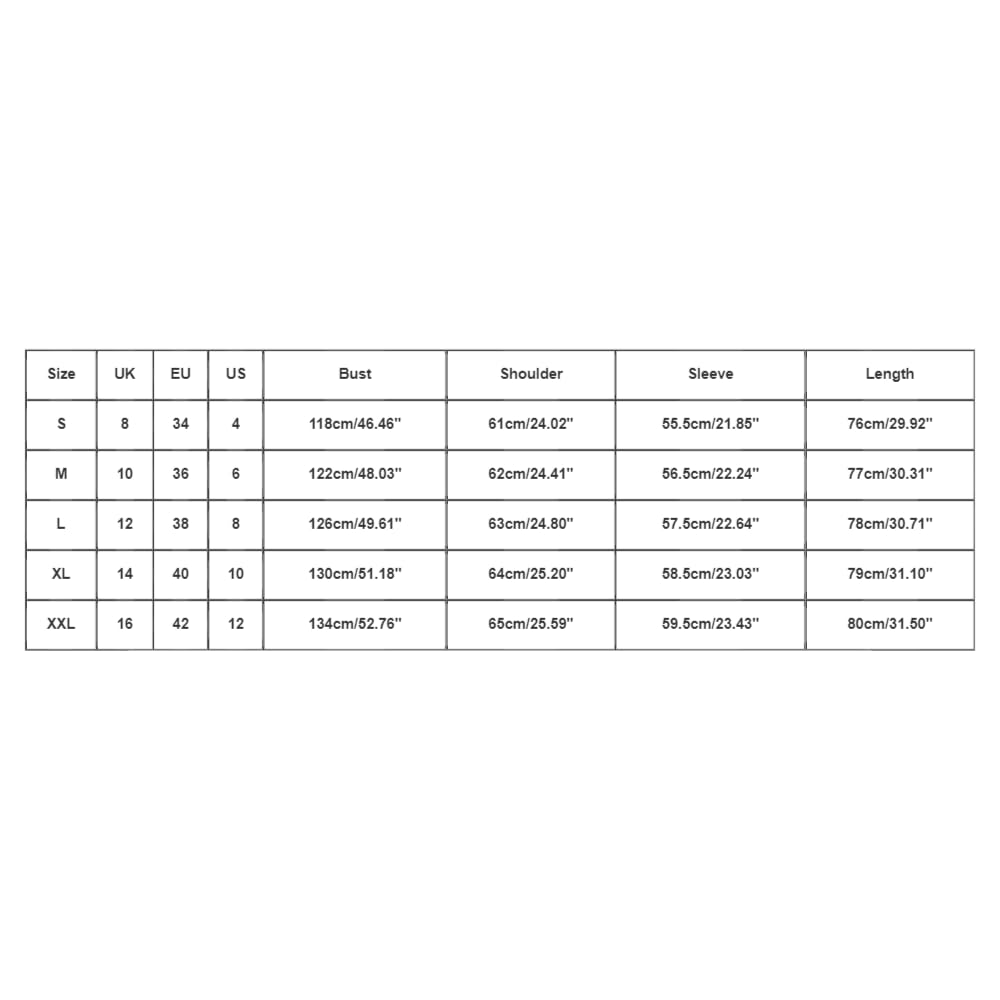 Size UK EU US Bust Shoulder Sleeve Length
S 8 34 4 118cm/46.46" 61cm/24.02" 55.5cm/21.85" 76cm/29.92"
M 10 36 6 122cm/48.03" 62cm/24.41" 56.5cm/22.24" 77cm/30.31"
L 12 38 8 126cm/49.61" 63cm/24.80" 57.5cm/22.64" 78cm/30.71"
XL 14 40 10 130cm/51.18" 64cm/25.20" 58.5cm/23.03" 79cm/31.10"
XXL 16 42 12 134cm/52.76" 65cm/25.59" 59.5cm/23.43" 80cm/31.50"